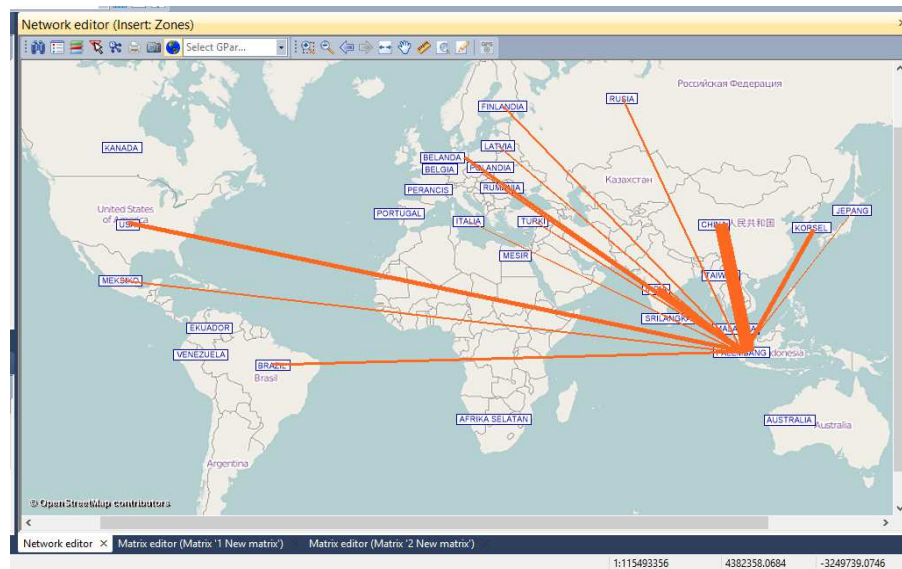 Network editor (Insert: Zones)
Select GPar...
Российская Федерация
FINLANDIA
RUSIA
KANADA
LATVIA
BELANDA
BELGIA
POLANDIA
Казахстан
PERANCIS
RUMANIA
United States
of America
USA
PORTUGAL
ITALIA
TURKI
CHINA
人民共和国
JEPANG
KORSEL
MESIR
TAIWAN
MEKSIKO
SRILANGKA
MALAYSIA
EKUADOR
PALEMBANG
donesia
VENEZUELA
BRAZIL
Brasil
AFRIKA SELATAN
AUSTRALIA
Australia
Argentina
© OpenStreetMap contributors
Network editor × Matrix editor (Matrix '1 New matrix') Matrix editor (Matrix '2 New matrix')
1:115493356 4382358.0684 -3249739.0746